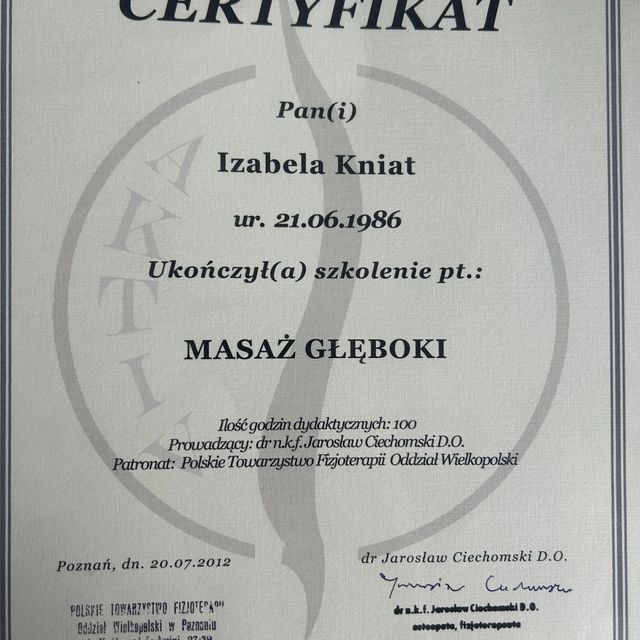 CERTYFIKAT
Pan(i)
Izabela Kniat
ur. 21.06.1986
Ukończył(a) szkolenie pt.:
AKTIV
MASAŻ GŁĘBOKI
Ilość godzin dydaktycznych: 100
Prowadzący: dr n.k.f. Jarosław Ciechomski D.O.
Patronat: Polskie Towarzystwo Fizjoterapii Oddział Wielkopolski
Poznań, dn. 20.07.2012
dr Jarosław Ciechomski D.O.
POLSKIE TOWARZYSTWO FIZJOTERAPII
Oddział Wielkopolski w Poznaniu
dr n.k.f. Jarosław Ciechomski D.O.
osteopata, fizjoterapeuta